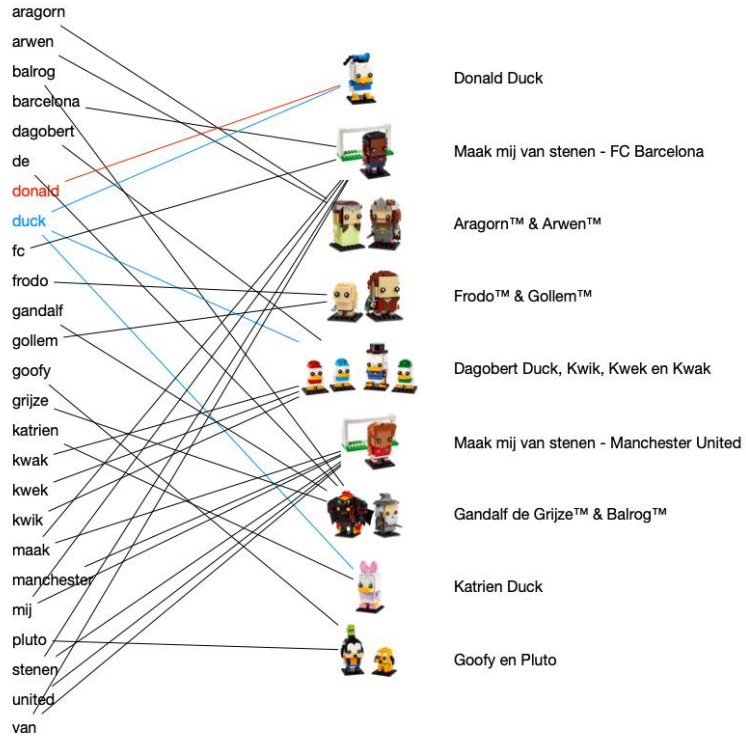 aragorn
arwen
balrog
barcelona
dagobert
de
donald
duck
fc
frodo
gandalf
gollem
goofy
grijze
katrien
kwak
kwek
kwik
maak
manchester
mij
pluto
stenen
united
van
Donald Duck
Maak mij van stenen - FC Barcelona
Aragorn™ & Arwen™
Frodo™ & Gollem™
Dagobert Duck, Kwik, Kwek en Kwak
Maak mij van stenen - Manchester United
Gandalf de Grijze™ & Balrog™
Katrien Duck
Goofy en Pluto